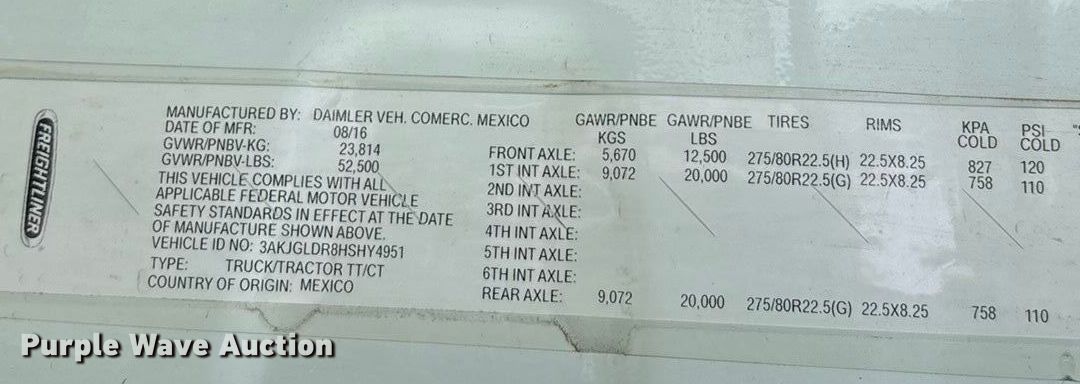 FREIGHTLINER
MANUFACTURED BY: DAIMLER VEH. COMERC. MEXICO
DATE OF MFR: 08/16
GVWR/PNBV-KG: 23,814
GVWR/PNBV-LBS: 52,500
THIS VEHICLE COMPLIES WITH ALL
APPLICABLE FEDERAL MOTOR VEHICLE
SAFETY STANDARDS IN EFFECT AT THE DATE
OF MANUFACTURE SHOWN ABOVE.
VEHICLE ID NO: 3AKJGLDR8HSHY4951
TYPE: TRUCK/TRACTOR TT/CT
COUNTRY OF ORIGIN: MEXICO
GAWR/PNBE GAWR/PNBE TIRES RIMS KPA PSI
KGS LBS COLD COLD
FRONT AXLE: 5,670 12,500 275/80R22.5(H) 22.5X8.25 827 120
1ST INT AXLE: 9,072 20,000 275/80R22.5(G) 22.5X8.25 758 110
2ND INT AXLE:
3RD INT AXLE:
4TH INT AXLE:
5TH INT AXLE:
6TH INT AXLE:
REAR AXLE: 9,072 20,000 275/80R22.5(G) 22.5X8.25 758 110
Purple Wave Auction